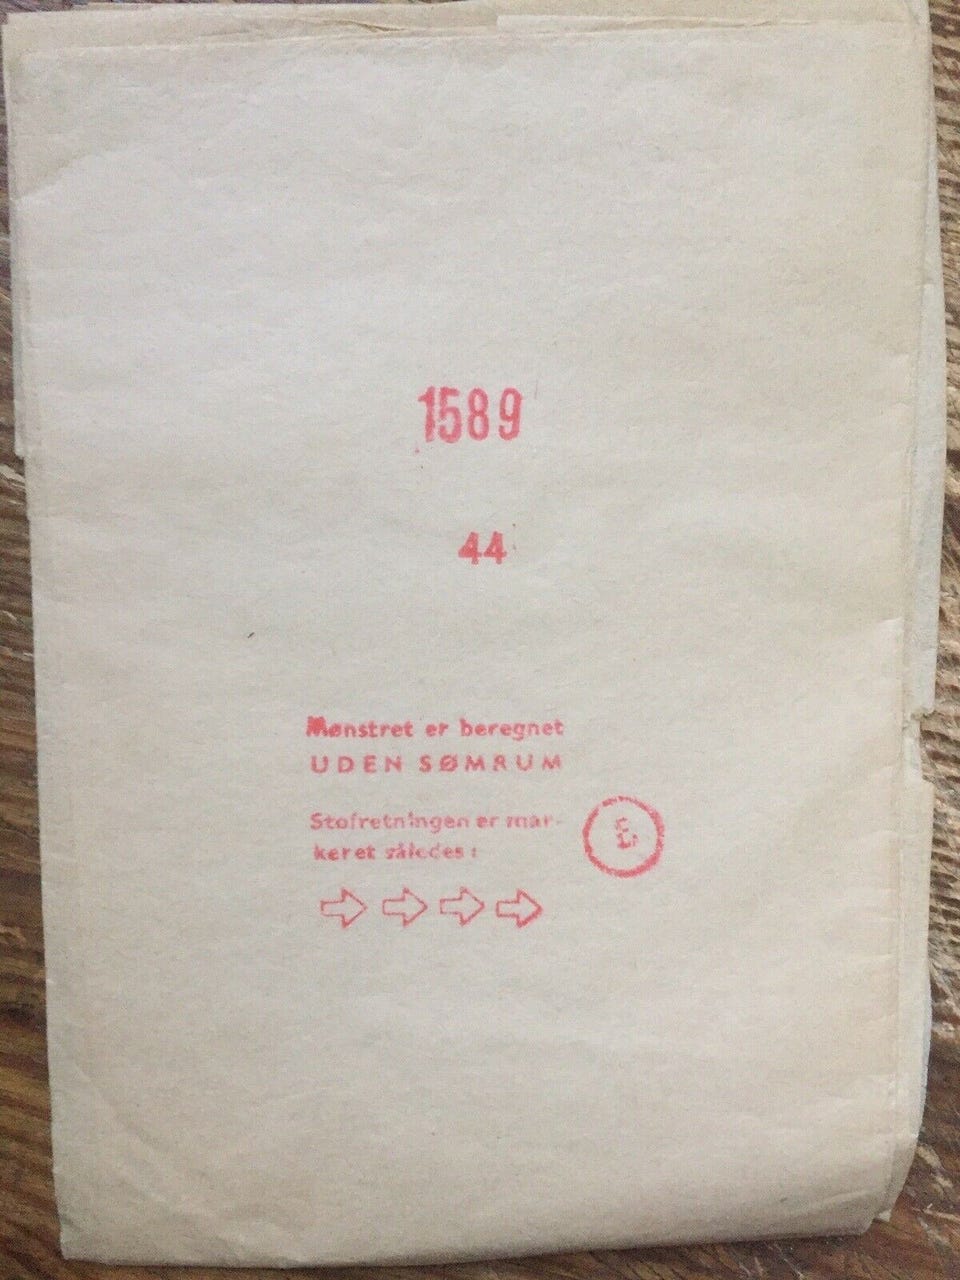 1589
44
Mønstret er beregnet
UDEN SØMRUM
Stofretningen er mar-
keret således :